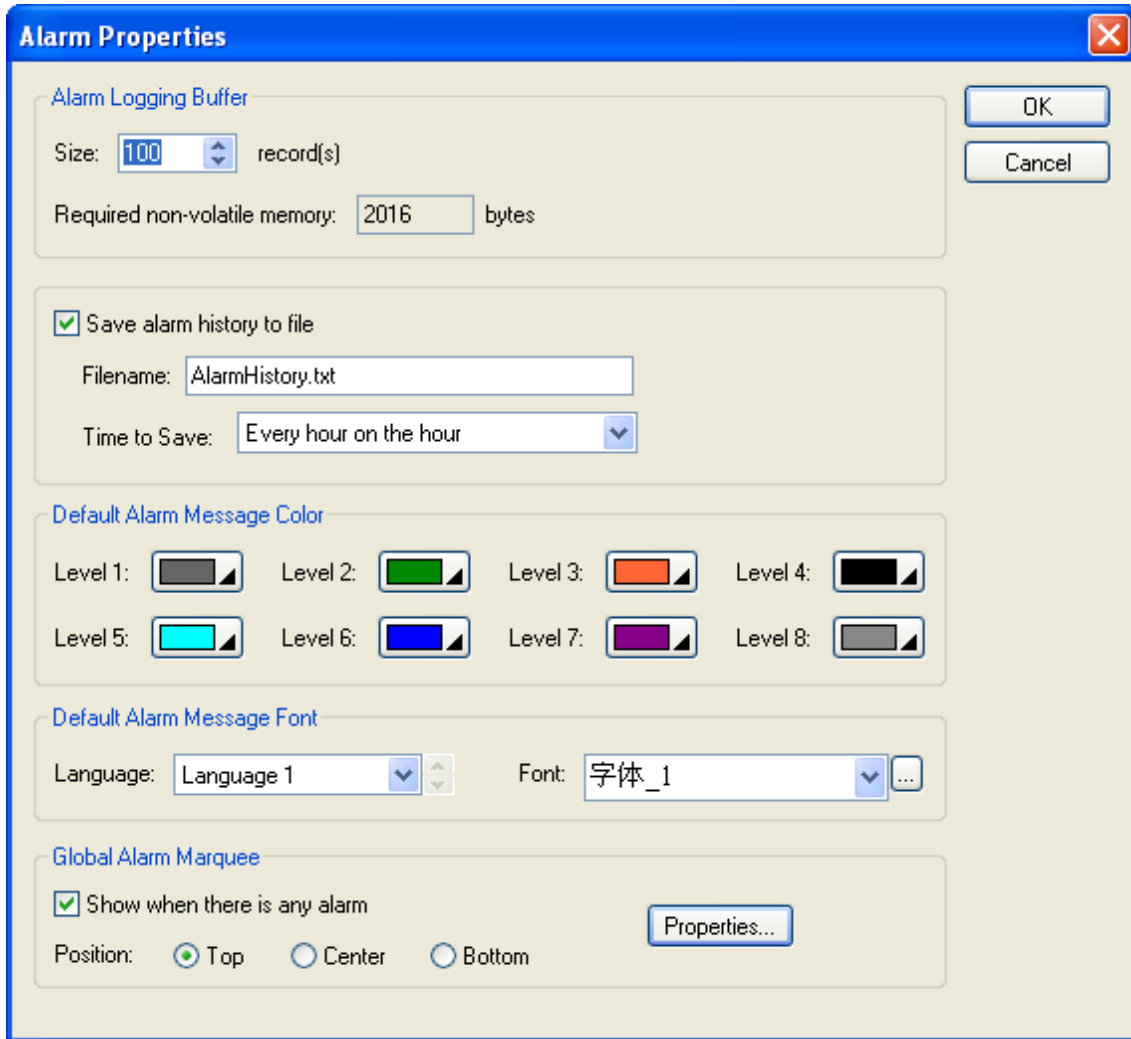 Alarm Properties
Alarm Logging Buffer
OK
Size: 100 record(s)
Cancel
Required non-volatile memory: 2016 bytes
Save alarm history to file
Filename: AlarmHistory.txt
Time to Save: Every hour on the hour
Default Alarm Message Color
Level 1: Level 2: Level 3: Level 4:
Level 5: Level 6: Level 7: Level 8:
Default Alarm Message Font
Language: Language 1 Font: 字体_1 ...
Global Alarm Marquee
Show when there is any alarm
Properties...
Position: Top Center Bottom